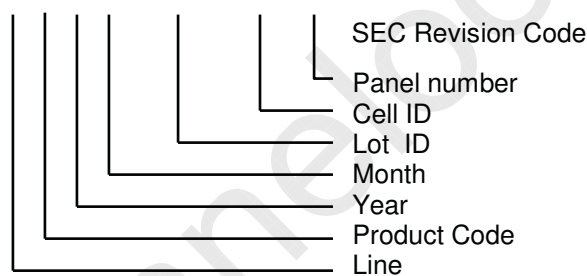 SEC Revision Code
Panel number
Cell ID
Lot ID
Month
Year
Product Code
Line